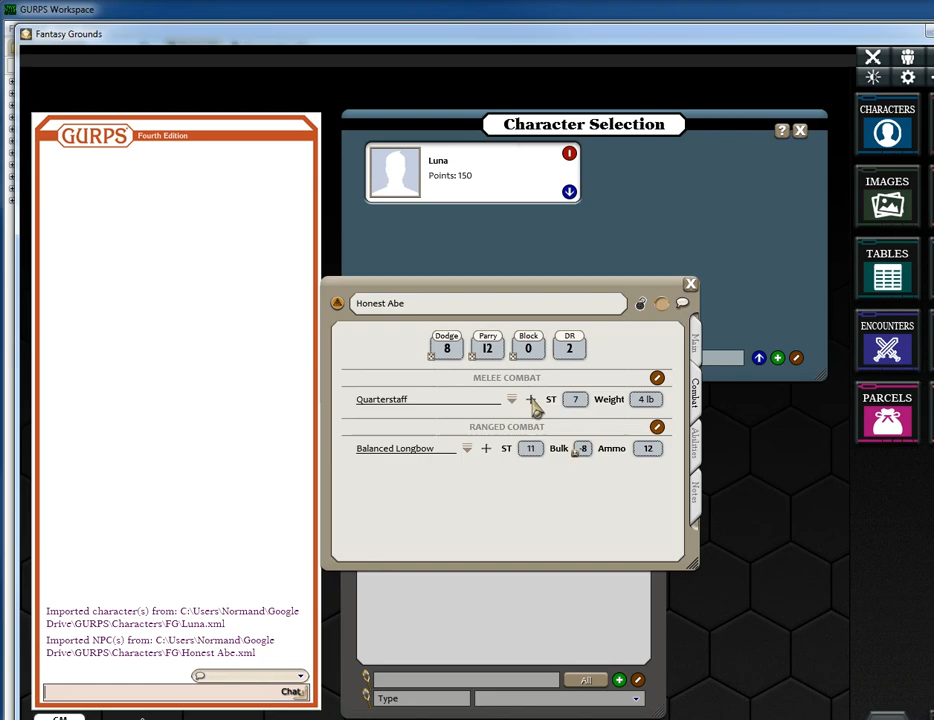 GURPS Workspace
Fantasy Grounds
GURPS Fourth Edition
Character Selection
? X
Luna
Points: 150
CHARACTERS
IMAGES
TABLES
ENCOUNTERS
PARCELS
X
Honest Abe
Dodge Parry Block DR
8 12 0 2
MELEE COMBAT
Quarterstaff ST 7 Weight 4 lb
RANGED COMBAT
Balanced Longbow ST 11 Bulk -8 Ammo 12
Main
Combat
Abilities
Notes
Imported character(s) from: C:\Users\Normand\Google
Drive\GURPS\Characters\FG\Luna.xml
Imported NPC(s) from: C:\Users\Normand\Google
Drive\GURPS\Characters\FG\Honest Abe.xml
Chat
All
Type
GM